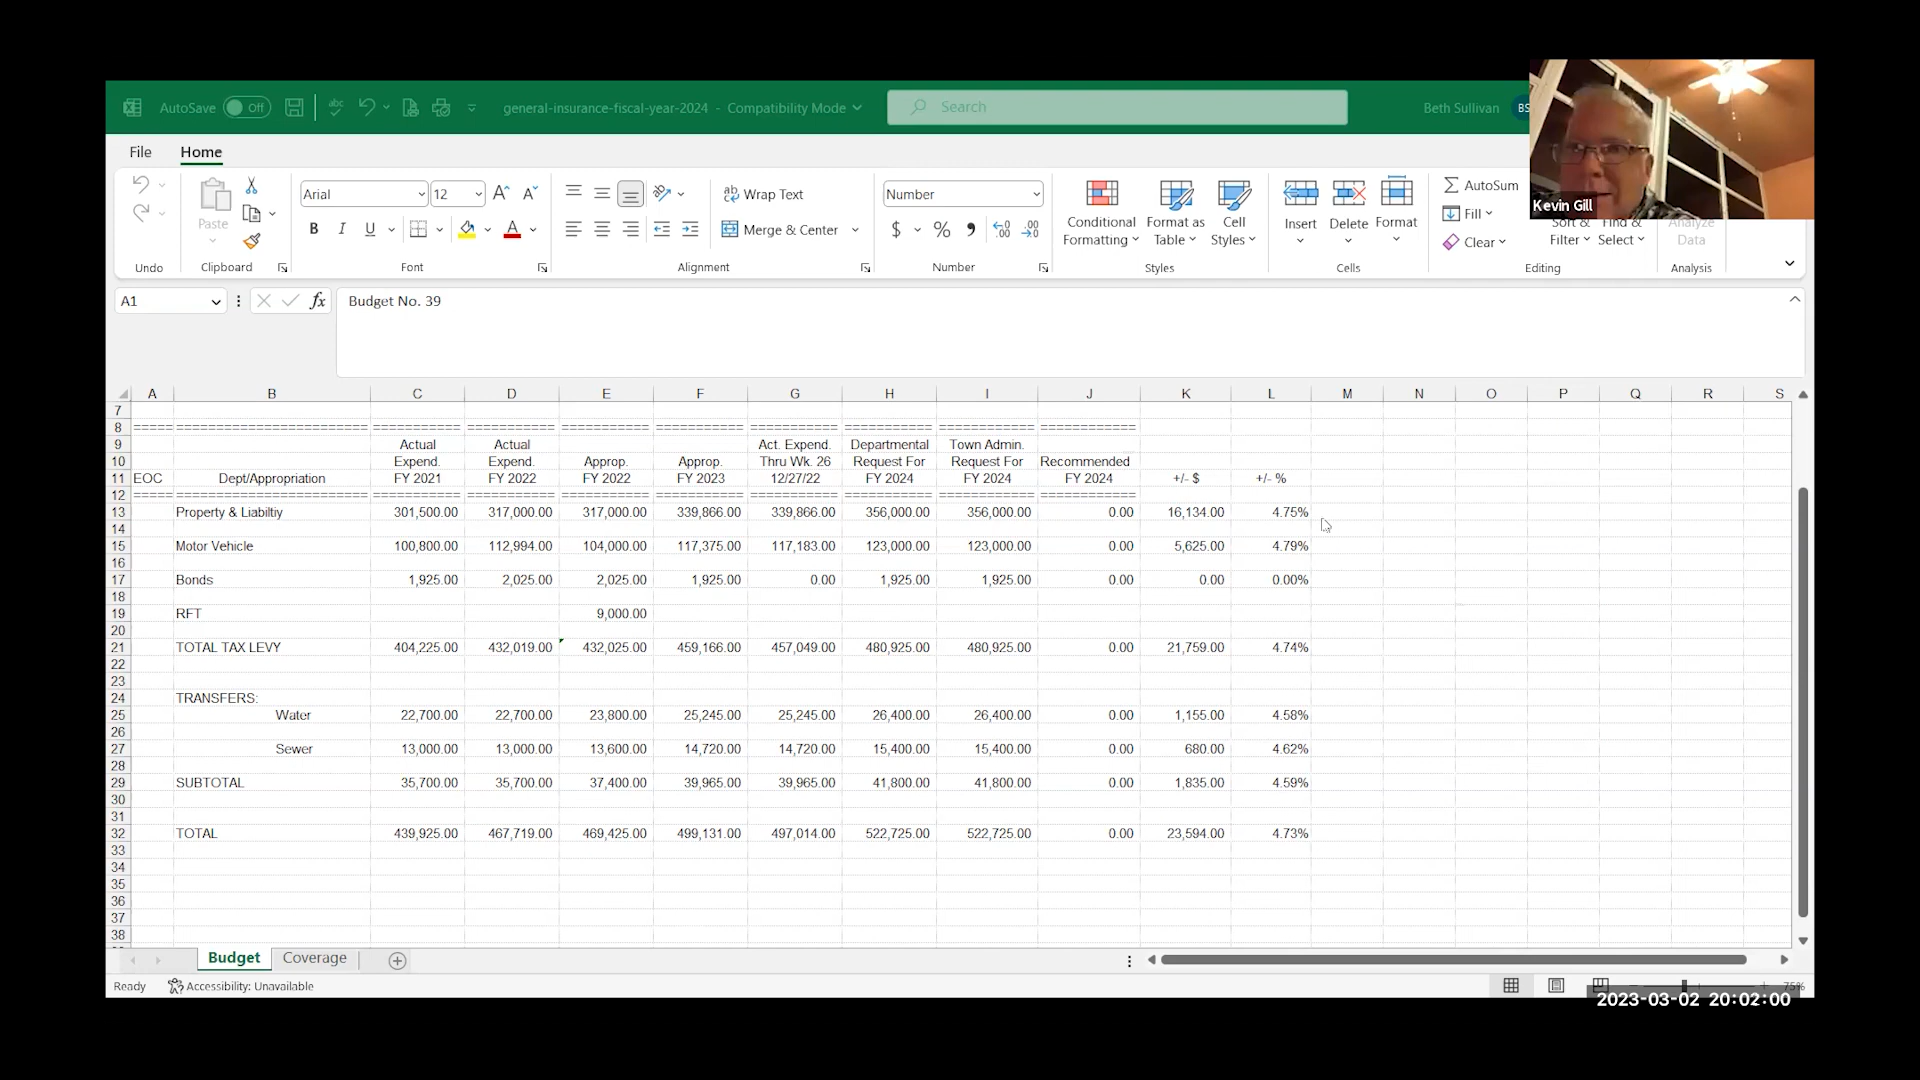 AutoSave Off general-insurance-fiscal-year-2024 - Compatibility Mode Search Beth Sullivan BS
Kevin Gill
File Home
Paste Arial 12 Wrap Text Number AutoSum
B I U Merge & Center $ % Conditional Formatting Format as Table Cell Styles Insert Delete Format Fill Clear Sort & Filter Find & Select Analyze Data
Undo Clipboard Font Alignment Number Styles Cells Editing Analysis
A1 fx Budget No. 39
A B C D E F G H I J K L M N O P Q R S
7
8 ===== ====================== =========== =========== =========== =========== =========== =========== ============ ============
9 Actual Actual Act. Expend. Departmental Town Admin.
10 Expend. Expend. Approp. Approp. Thru Wk. 26 Request For Request For Recommended
11 EOC Dept/Appropriation FY 2021 FY 2022 FY 2022 FY 2023 12/27/22 FY 2024 FY 2024 FY 2024 +/- $ +/- %
12 ===== ====================== =========== =========== =========== =========== =========== =========== ============ ============
13 Property & Liabiltiy 301,500.00 317,000.00 317,000.00 339,866.00 339,866.00 356,000.00 356,000.00 0.00 16,134.00 4.75%
14
15 Motor Vehicle 100,800.00 112,994.00 104,000.00 117,375.00 117,183.00 123,000.00 123,000.00 0.00 5,625.00 4.79%
16
17 Bonds 1,925.00 2,025.00 2,025.00 1,925.00 0.00 1,925.00 1,925.00 0.00 0.00 0.00%
18
19 RFT 9,000.00
20
21 TOTAL TAX LEVY 404,225.00 432,019.00 432,025.00 459,166.00 457,049.00 480,925.00 480,925.00 0.00 21,759.00 4.74%
22
23
24 TRANSFERS:
25 Water 22,700.00 22,700.00 23,800.00 25,245.00 25,245.00 26,400.00 26,400.00 0.00 1,155.00 4.58%
26
27 Sewer 13,000.00 13,000.00 13,600.00 14,720.00 14,720.00 15,400.00 15,400.00 0.00 680.00 4.62%
28
29 SUBTOTAL 35,700.00 35,700.00 37,400.00 39,965.00 39,965.00 41,800.00 41,800.00 0.00 1,835.00 4.59%
30
31
32 TOTAL 439,925.00 467,719.00 469,425.00 499,131.00 497,014.00 522,725.00 522,725.00 0.00 23,594.00 4.73%
33
34
35
36
37
38
Budget Coverage
Ready Accessibility: Unavailable 75%
2023-03-02 20:02:00